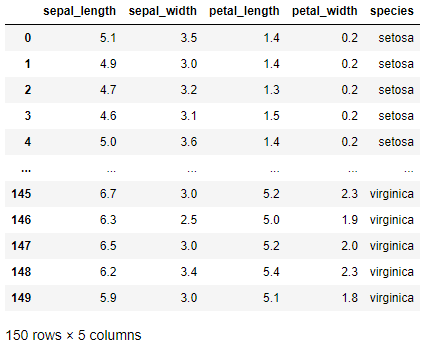 sepal_length sepal_width petal_length petal_width species
0 5.1 3.5 1.4 0.2 setosa
1 4.9 3.0 1.4 0.2 setosa
2 4.7 3.2 1.3 0.2 setosa
3 4.6 3.1 1.5 0.2 setosa
4 5.0 3.6 1.4 0.2 setosa
... ... ... ... ... ...
145 6.7 3.0 5.2 2.3 virginica
146 6.3 2.5 5.0 1.9 virginica
147 6.5 3.0 5.2 2.0 virginica
148 6.2 3.4 5.4 2.3 virginica
149 5.9 3.0 5.1 1.8 virginica
150 rows × 5 columns